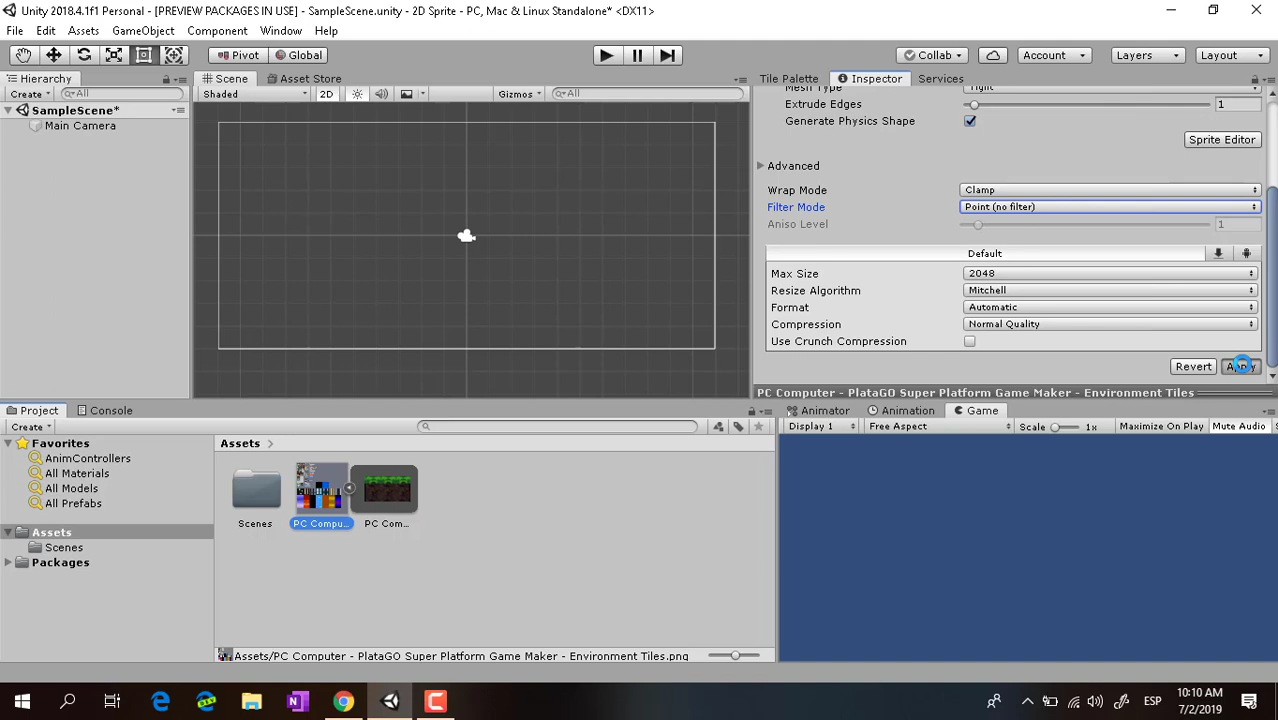 Unity 2018.4.1f1 Personal - [PREVIEW PACKAGES IN USE] - SampleScene.unity - 2D Sprite - PC, Mac & Linux Standalone* <DX11>
File Edit Assets GameObject Component Window Help
Pivot Global Collab Account Layers Layout
Hierarchy Scene Asset Store Tile Palette Inspector Services
Create All Shaded 2D Gizmos All
SampleScene*
Main Camera
Mesh Type Tight
Extrude Edges 1
Generate Physics Shape
Sprite Editor
Advanced
Wrap Mode Clamp
Filter Mode Point (no filter)
Aniso Level 1
Default
Max Size 2048
Resize Algorithm Mitchell
Format Automatic
Compression Normal Quality
Use Crunch Compression
Revert Apply
PC Computer - PlataGO Super Platform Game Maker - Environment Tiles
Project Console Animator Animation Game
Create Display 1 Free Aspect Scale 1x Maximize On Play Mute Audio
Favorites
AnimControllers
All Materials
All Models
All Prefabs
Assets
Scenes
Packages
Assets
Scenes PC Compu... PC Com...
Assets/PC Computer - PlataGO Super Platform Game Maker - Environment Tiles.png
ESP
10:10 AM
7/2/2019